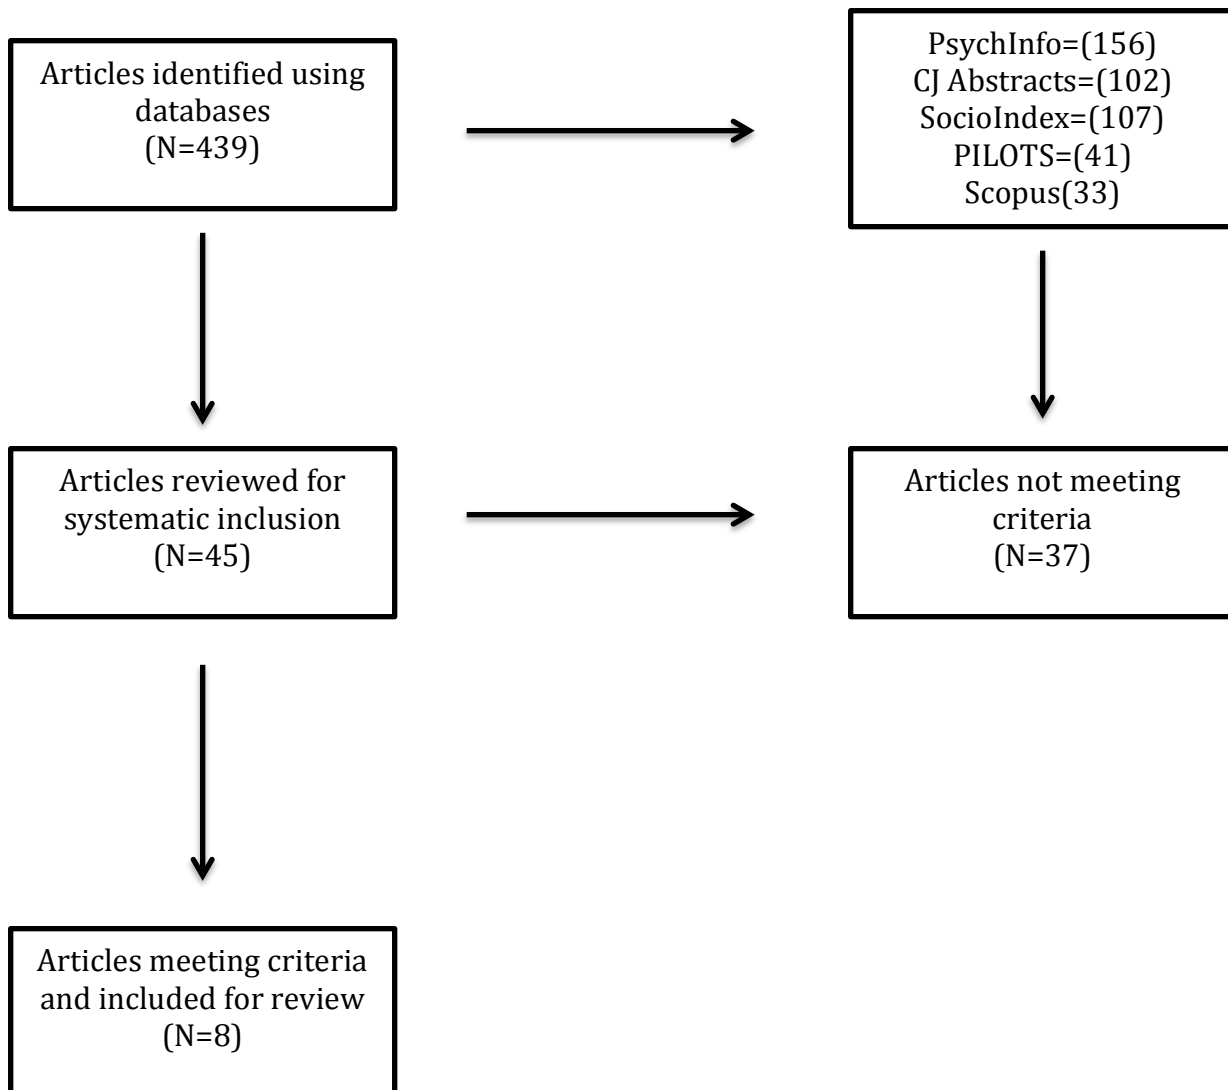 Articles identified using
databases
(N=439)
PsychInfo=(156)
CJ Abstracts=(102)
SocioIndex=(107)
PILOTS=(41)
Scopus(33)
Articles reviewed for
systematic inclusion
(N=45)
Articles not meeting
criteria
(N=37)
Articles meeting criteria
and included for review
(N=8)